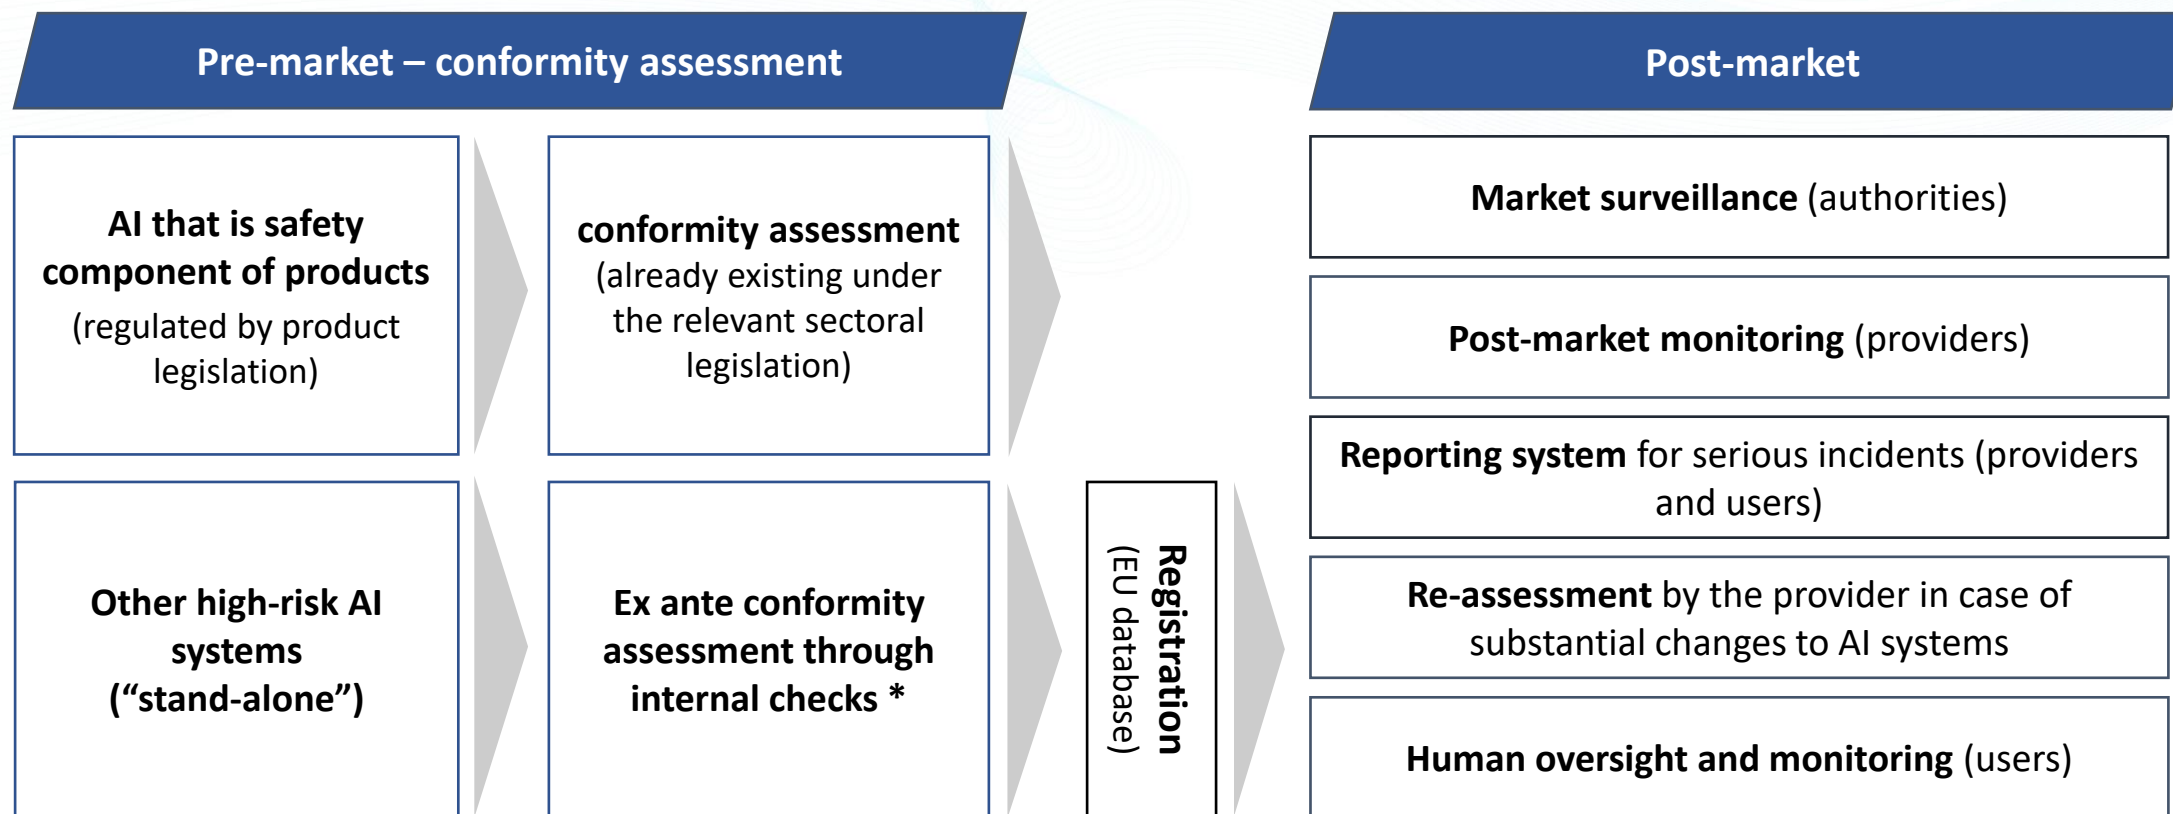 Pre-market – conformity assessment
Post-market
AI that is safety
component of products
(regulated by product
legislation)
conformity assessment
(already existing under
the relevant sectoral
legislation)
Other high-risk AI
systems
(“stand-alone”)
Ex ante conformity
assessment through
internal checks *
Registration
(EU database)
Market surveillance (authorities)
Post-market monitoring (providers)
Reporting system for serious incidents (providers
and users)
Re-assessment by the provider in case of
substantial changes to AI systems
Human oversight and monitoring (users)